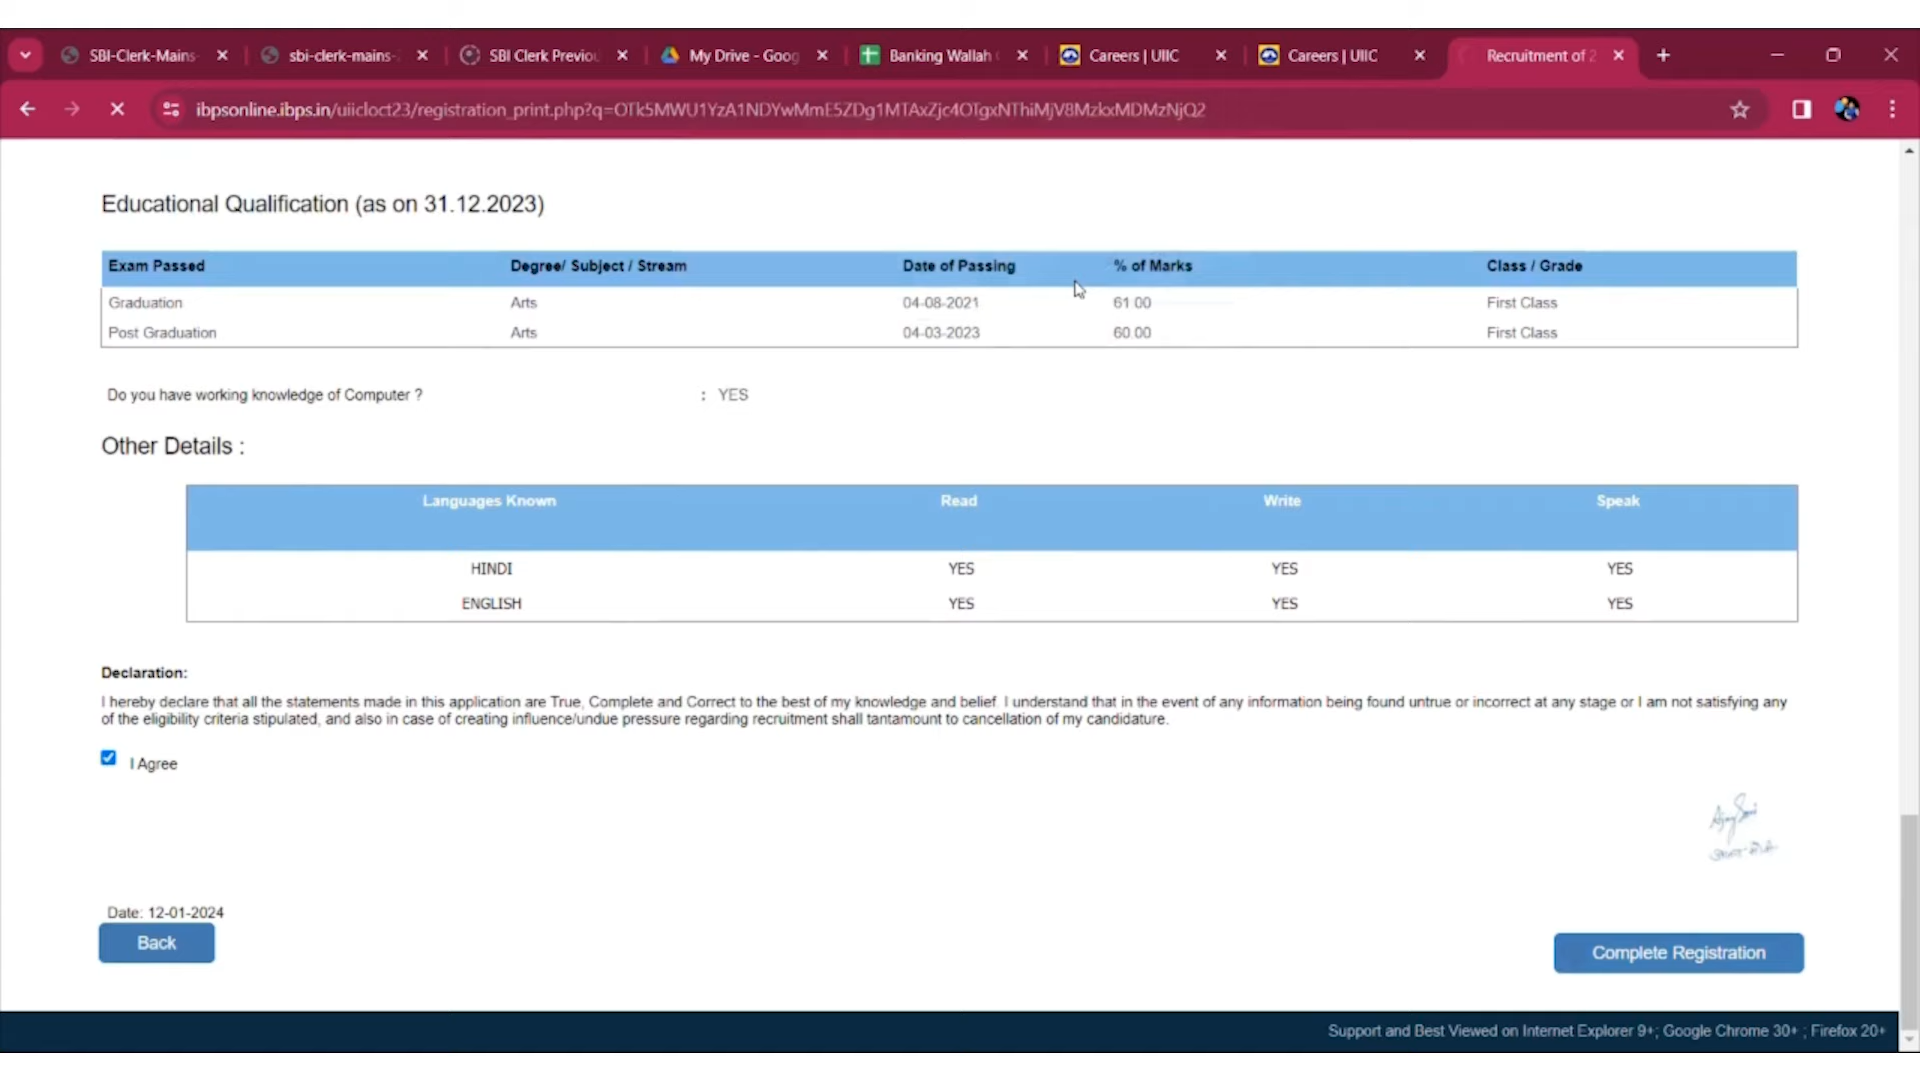 SBI-Clerk-Mains-
sbi-clerk-mains-
SBI Clerk Previou
My Drive - Goog
Banking Wallah
Careers | UIIC
Careers | UIIC
Recruitment of 2
ibpsonline.ibps.in/uiicloct23/registration_print.php?q=OTk5MWU1YzA1NDYwMmE5ZDg1MTAxZjc4OTgxNThiMjV8MzkxMDMzNjQ2
Educational Qualification (as on 31.12.2023)
Exam Passed Degree/ Subject / Stream Date of Passing % of Marks Class / Grade
Graduation Arts 04-08-2021 61.00 First Class
Post Graduation Arts 04-03-2023 60.00 First Class
Do you have working knowledge of Computer ? : YES
Other Details :
Languages Known Read Write Speak
HINDI YES YES YES
ENGLISH YES YES YES
Declaration:
I hereby declare that all the statements made in this application are True, Complete and Correct to the best of my knowledge and belief. I understand that in the event of any information being found untrue or incorrect at any stage or I am not satisfying any
of the eligibility criteria stipulated, and also in case of creating influence/undue pressure regarding recruitment shall tantamount to cancellation of my candidature.
I Agree
Date: 12-01-2024
Back
Complete Registration
Support and Best Viewed on Internet Explorer 9+; Google Chrome 30+ ; Firefox 20+